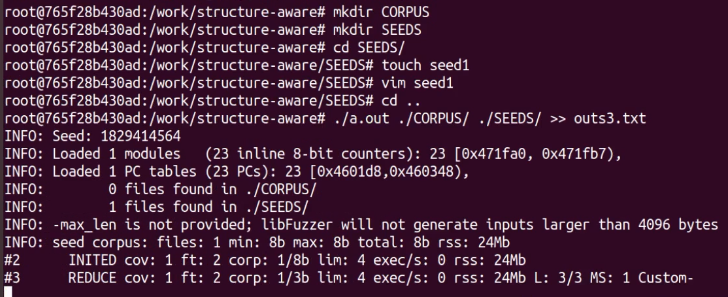 root@765f28b430ad:/work/structure-aware# mkdir CORPUS
root@765f28b430ad:/work/structure-aware# mkdir SEEDS
root@765f28b430ad:/work/structure-aware# cd SEEDS/
root@765f28b430ad:/work/structure-aware/SEEDS# touch seed1
root@765f28b430ad:/work/structure-aware/SEEDS# vim seed1
root@765f28b430ad:/work/structure-aware/SEEDS# cd ..
root@765f28b430ad:/work/structure-aware# ./a.out ./CORPUS/ ./SEEDS/ >> outs3.txt
INFO: Seed: 1829414564
INFO: Loaded 1 modules   (23 inline 8-bit counters): 23 [0x471fa0, 0x471fb7),
INFO: Loaded 1 PC tables (23 PCs): 23 [0x4601d8,0x460348),
INFO:        0 files found in ./CORPUS/
INFO:        1 files found in ./SEEDS/
INFO: -max_len is not provided; libFuzzer will not generate inputs larger than 4096 bytes
INFO: seed corpus: files: 1 min: 8b max: 8b total: 8b rss: 24Mb
#2      INITED cov: 1 ft: 2 corp: 1/8b lim: 4 exec/s: 0 rss: 24Mb
#3      REDUCE cov: 1 ft: 2 corp: 1/3b lim: 4 exec/s: 0 rss: 24Mb L: 3/3 MS: 1 Custom-